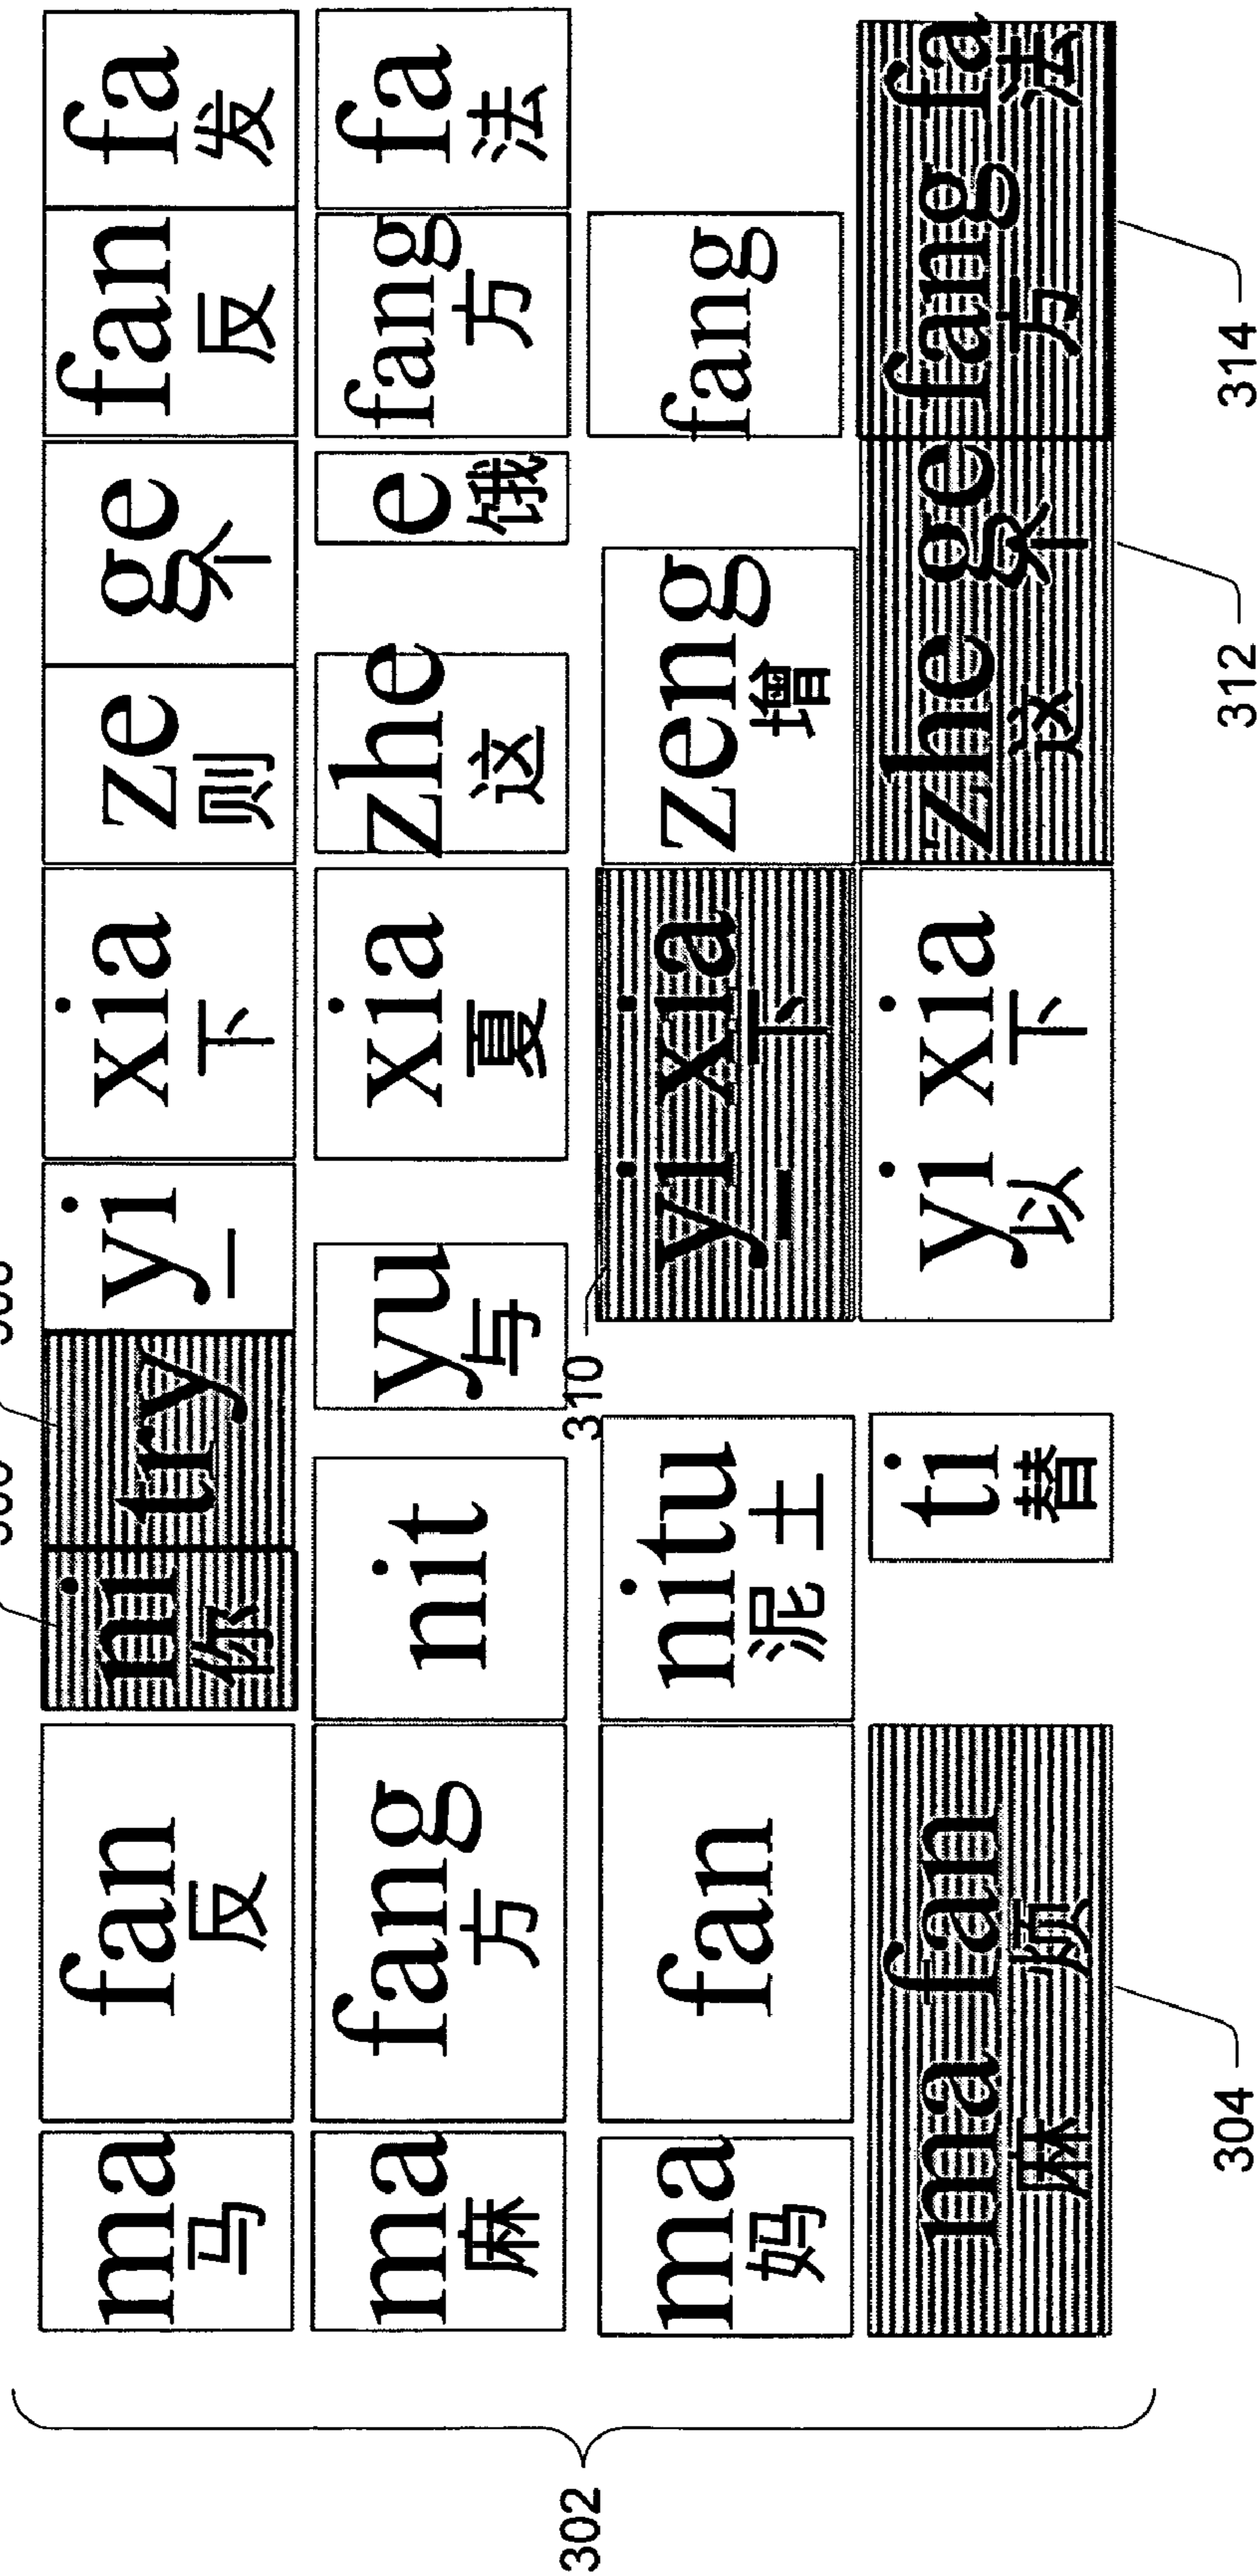 ma fan ni try yi xia ze ge fan fa
马 反 你 一 下 则 个 反 发
ma fang nit yu xia zhe e fang fa
麻 方 与 夏 这 饿 方 法
302
310
ma fan nitu yi xia zeng fang
妈 泥 土 一 下 增
ma fan ti yi xia zhe ge fang fa
麻 烦 替 以 下 这 个 方 法
304 312 314